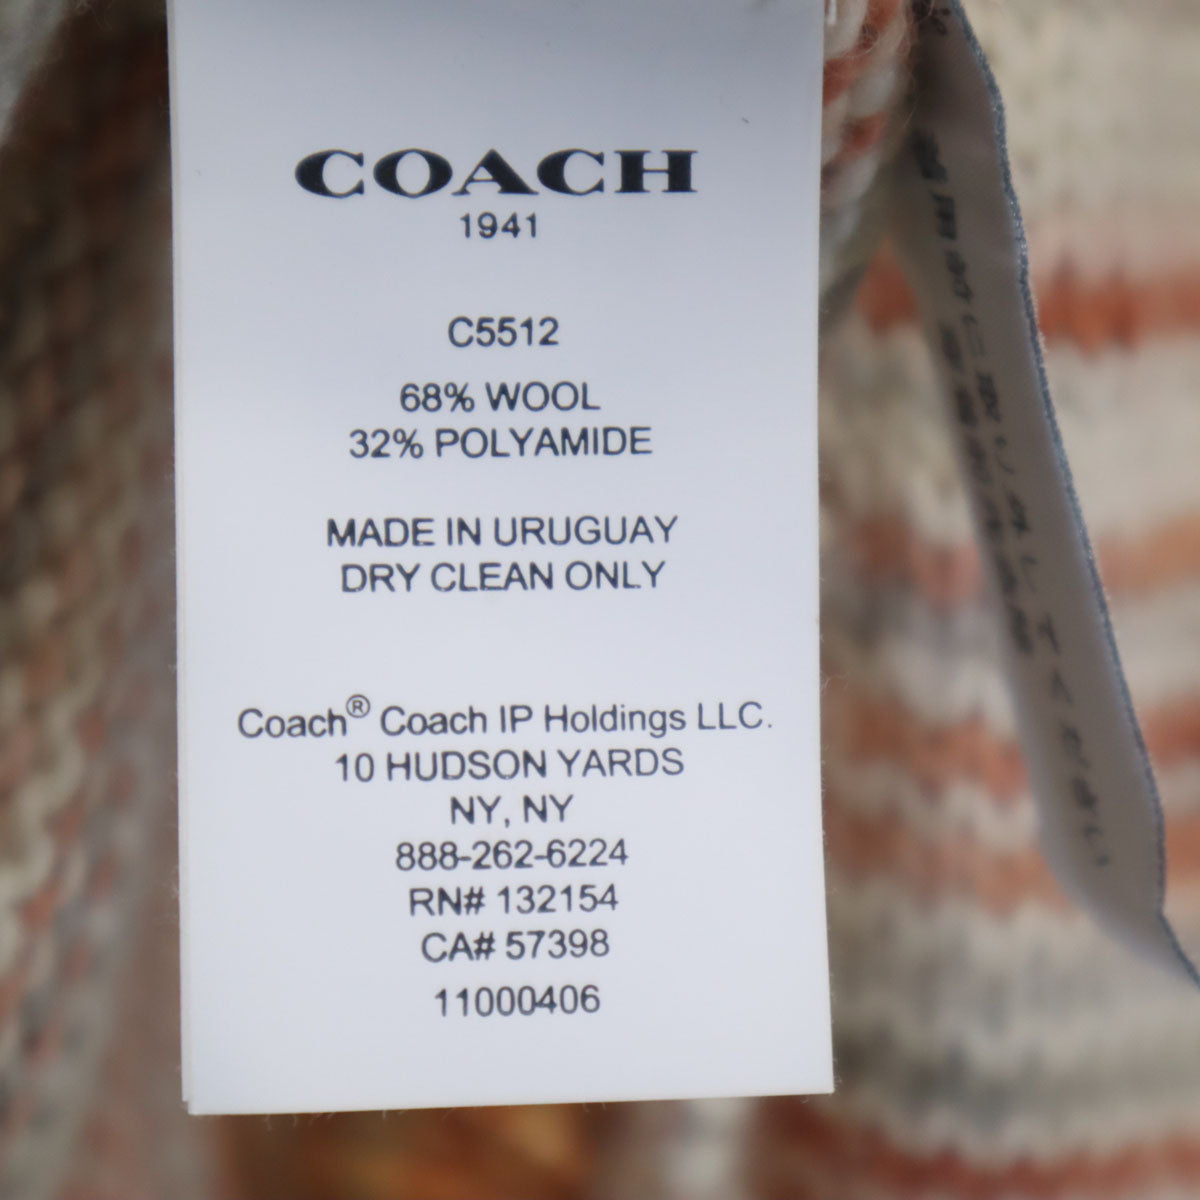 COACH
1941
C5512
68% WOOL
32% POLYAMIDE
MADE IN URUGUAY
DRY CLEAN ONLY
Coach® Coach IP Holdings LLC.
10 HUDSON YARDS
NY, NY
888-262-6224
RN# 132154
CA# 57398
11000406